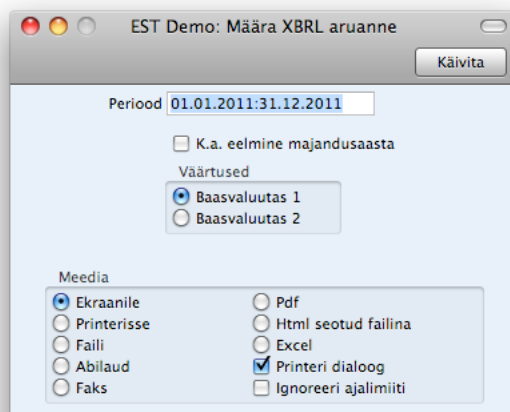 EST Demo: Määra XBRL aruanne
Käivita
Periood 01.01.2011:31.12.2011
K.a. eelmine majandusaasta
Väärtused
Baasvaluutas 1
Baasvaluutas 2
Meedia
Ekraanile
Pdf
Printerisse
Html seotud failina
Faili
Excel
Abilaud
Printeri dialoog
Faks
Ignoreeri ajalimiiti